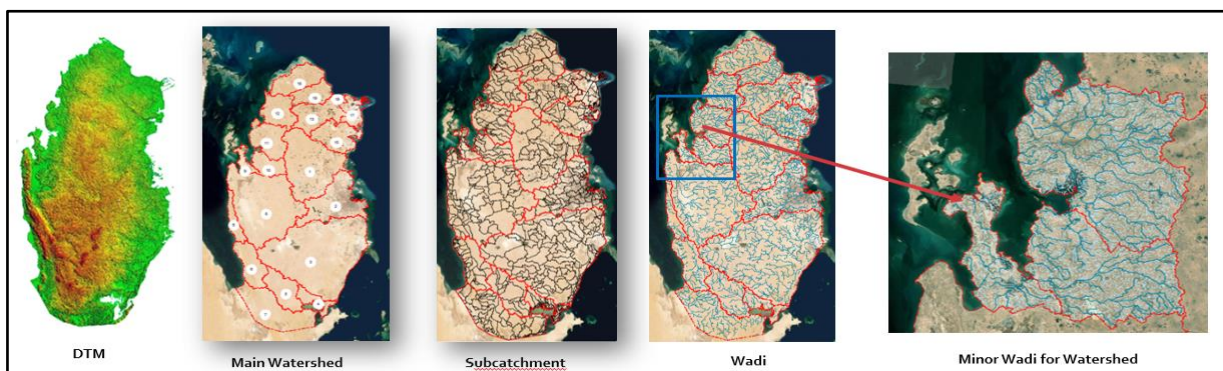 DTM
Main Watershed
Subcatchment
Wadi
Minor Wadi for Watershed